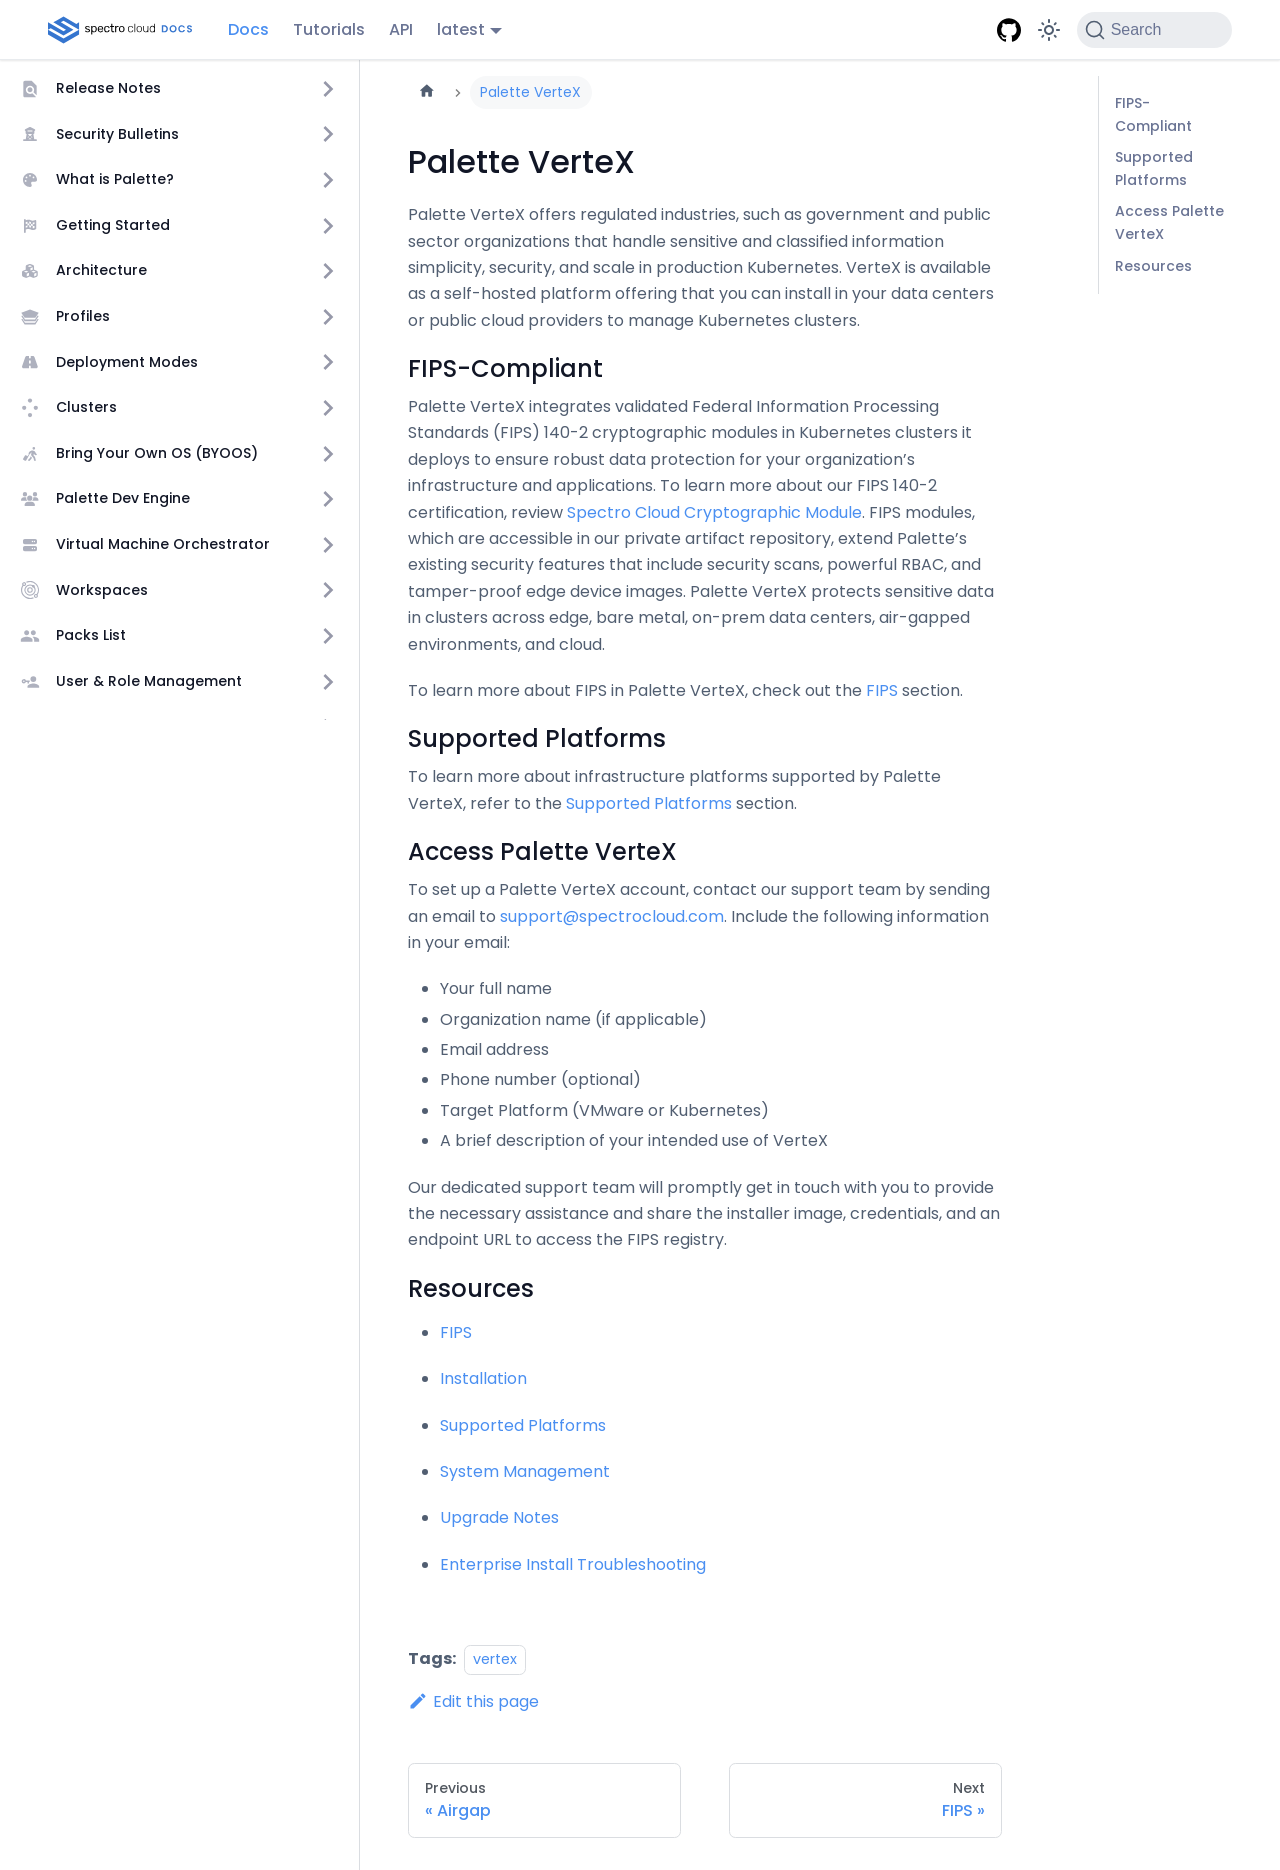 spectro cloud DOCS
Docs
Tutorials
API
latest
Search
Release Notes
Security Bulletins
What is Palette?
Getting Started
Architecture
Profiles
Deployment Modes
Clusters
Bring Your Own OS (BYOOS)
Palette Dev Engine
Virtual Machine Orchestrator
Workspaces
Packs List
User & Role Management
Palette VerteX
Palette VerteX
Palette VerteX offers regulated industries, such as government and public
sector organizations that handle sensitive and classified information
simplicity, security, and scale in production Kubernetes. VerteX is available
as a self-hosted platform offering that you can install in your data centers
or public cloud providers to manage Kubernetes clusters.
FIPS-Compliant
Palette VerteX integrates validated Federal Information Processing
Standards (FIPS) 140-2 cryptographic modules in Kubernetes clusters it
deploys to ensure robust data protection for your organization’s
infrastructure and applications. To learn more about our FIPS 140-2
certification, review Spectro Cloud Cryptographic Module. FIPS modules,
which are accessible in our private artifact repository, extend Palette’s
existing security features that include security scans, powerful RBAC, and
tamper-proof edge device images. Palette VerteX protects sensitive data
in clusters across edge, bare metal, on-prem data centers, air-gapped
environments, and cloud.
To learn more about FIPS in Palette VerteX, check out the FIPS section.
Supported Platforms
To learn more about infrastructure platforms supported by Palette
VerteX, refer to the Supported Platforms section.
Access Palette VerteX
To set up a Palette VerteX account, contact our support team by sending
an email to support@spectrocloud.com. Include the following information
in your email:
Your full name
Organization name (if applicable)
Email address
Phone number (optional)
Target Platform (VMware or Kubernetes)
A brief description of your intended use of VerteX
Our dedicated support team will promptly get in touch with you to provide
the necessary assistance and share the installer image, credentials, and an
endpoint URL to access the FIPS registry.
Resources
FIPS
Installation
Supported Platforms
System Management
Upgrade Notes
Enterprise Install Troubleshooting
Tags: vertex
Edit this page
Previous
« Airgap
Next
FIPS »
FIPS-
Compliant
Supported
Platforms
Access Palette
VerteX
Resources